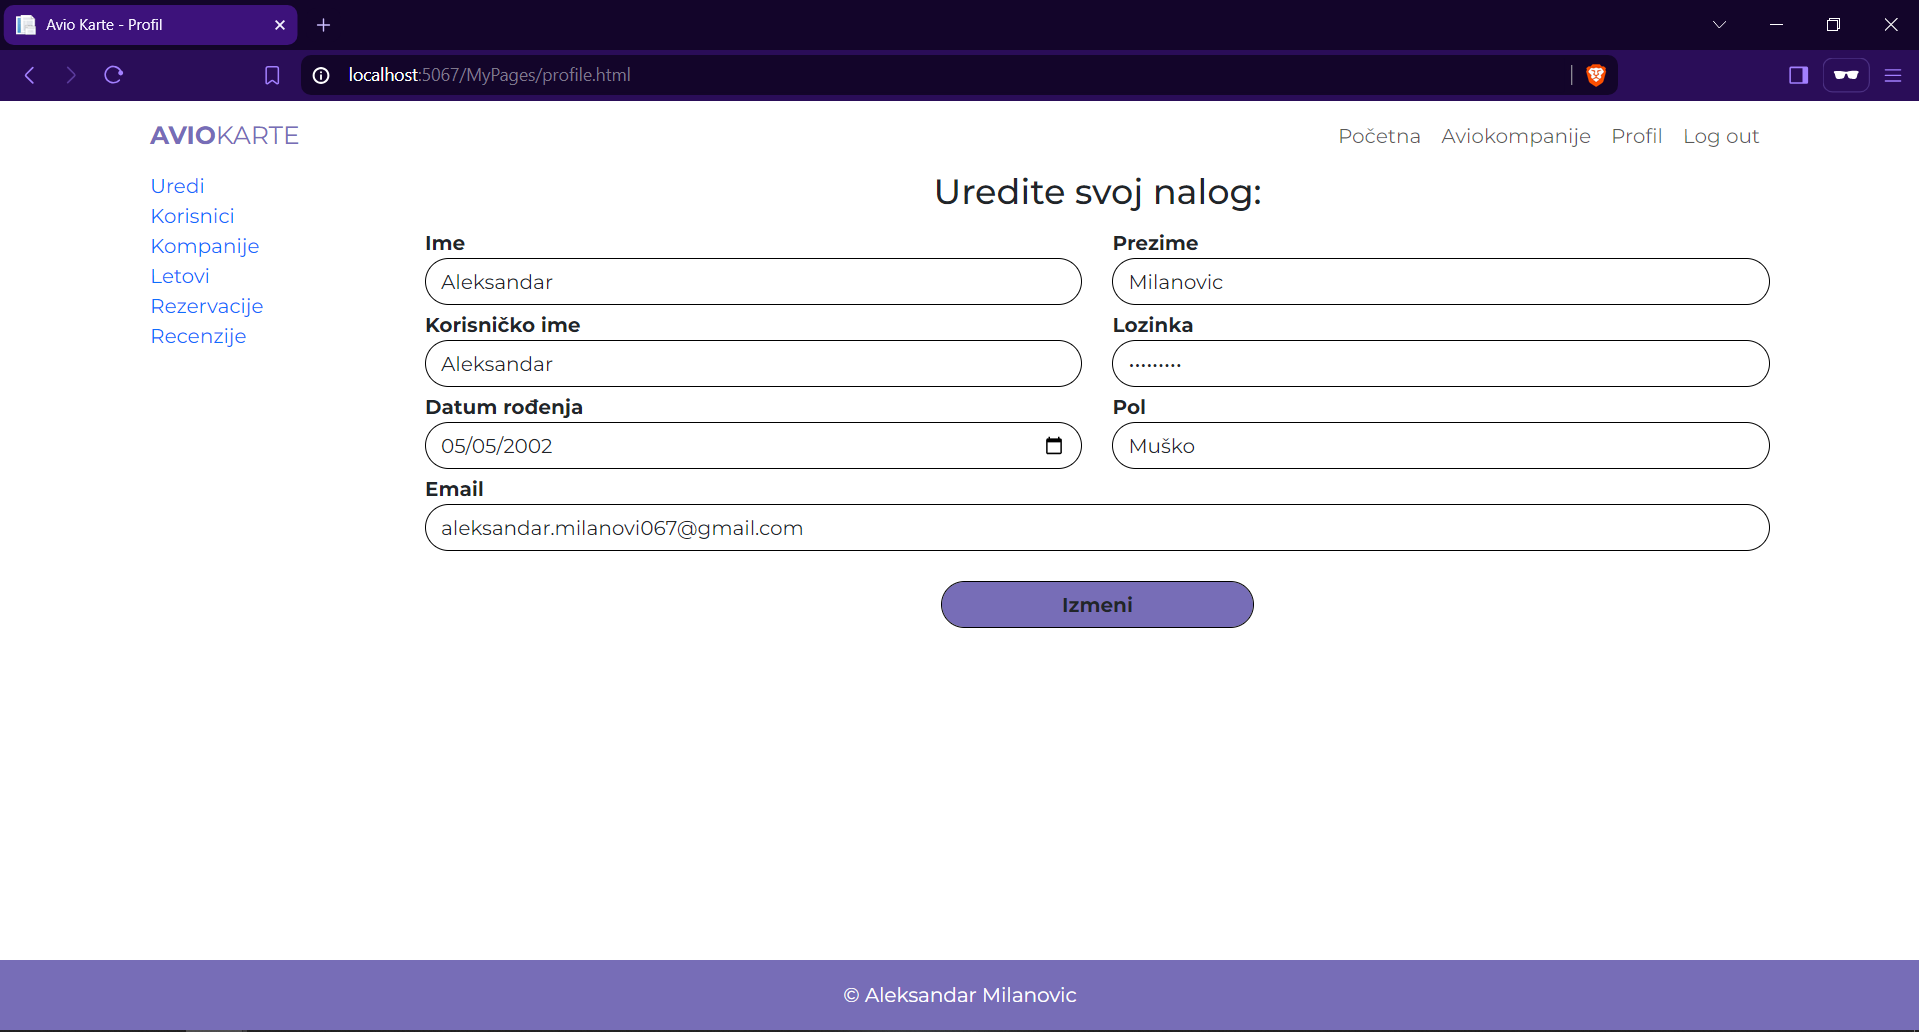 Avio Karte - Profil
localhost:5067/MyPages/profile.html
AVIOKARTE
Početna Aviokompanije Profil Log out
Uredi
Korisnici
Kompanije
Letovi
Rezervacije
Recenzije
Uredite svoj nalog:
Ime
Aleksandar
Prezime
Milanovic
Korisničko ime
Aleksandar
Lozinka
•••••••••
Datum rođenja
05/05/2002
Pol
Muško
Email
aleksandar.milanovi067@gmail.com
Izmeni
© Aleksandar Milanovic